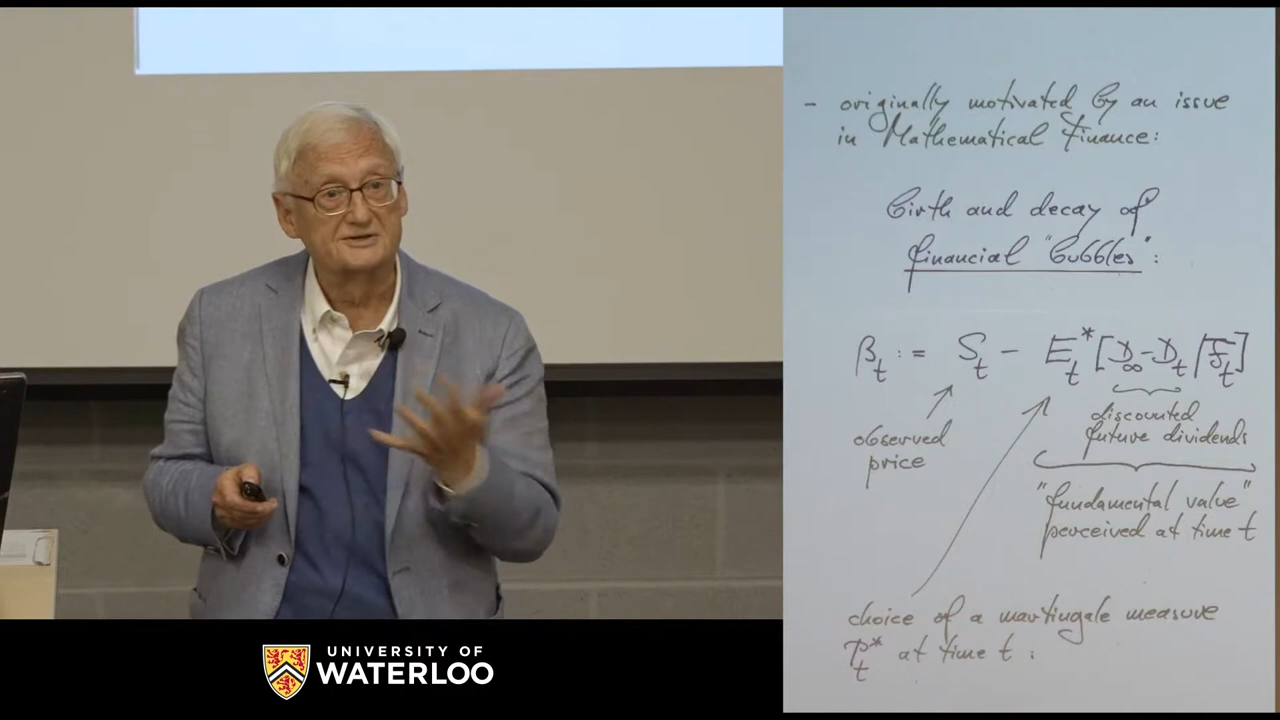 - originally motivated by an issue
in Mathematical Finance:
birth and decay of
financial "bubbles":
β_t := S_t - E_t^* [D_∞ - D_t | F_t]
observed
price
discounted
future dividends
"fundamental value"
perceived at time t
choice of a martingale measure
P_t^* at time t :
UNIVERSITY OF
WATERLOO